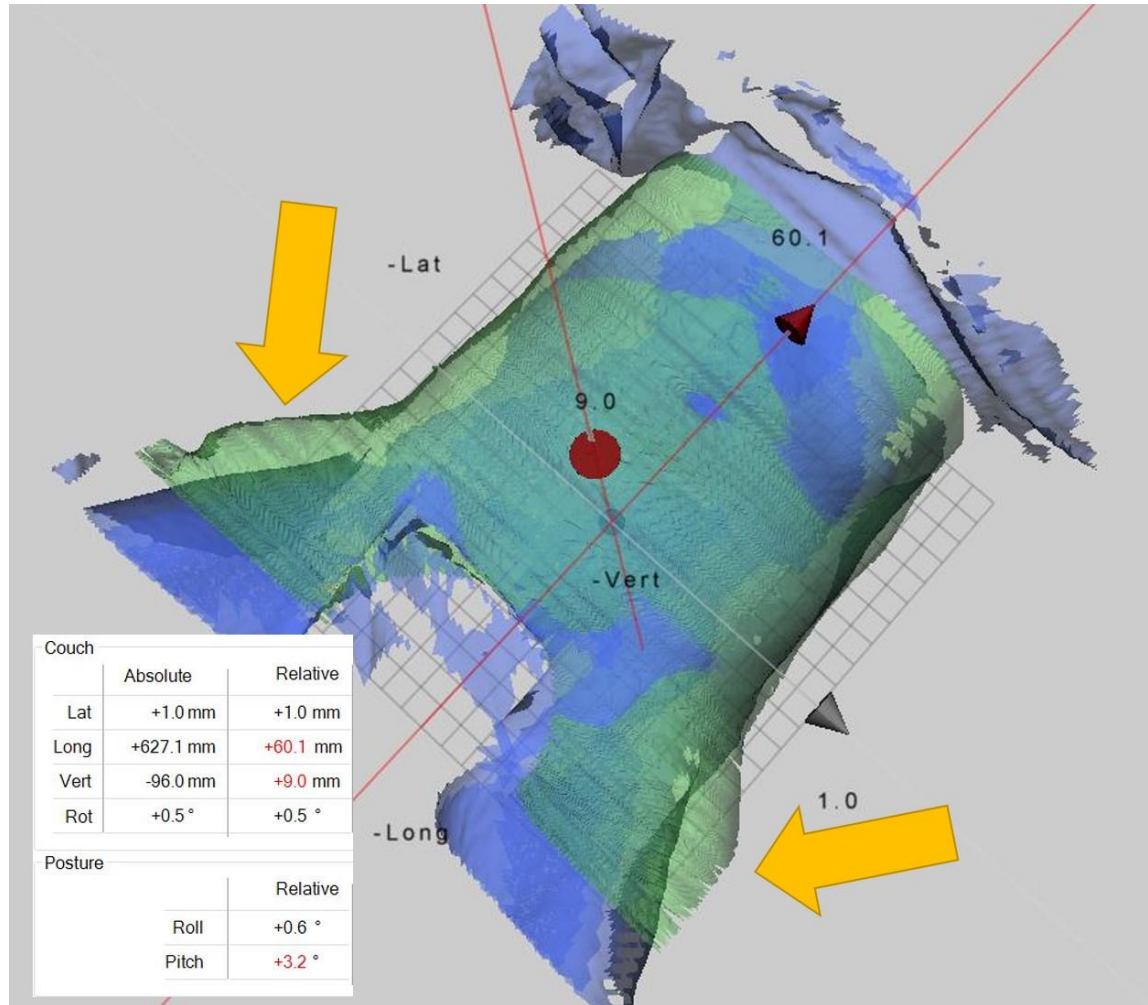 60.1
-Lat
9.0
-Vert
1.0
-Long
Couch
Absolute Relative
Lat +1.0 mm +1.0 mm
Long +627.1 mm +60.1 mm
Vert -96.0 mm +9.0 mm
Rot +0.5 ° +0.5 °
Posture
Relative
Roll +0.6 °
Pitch +3.2 °